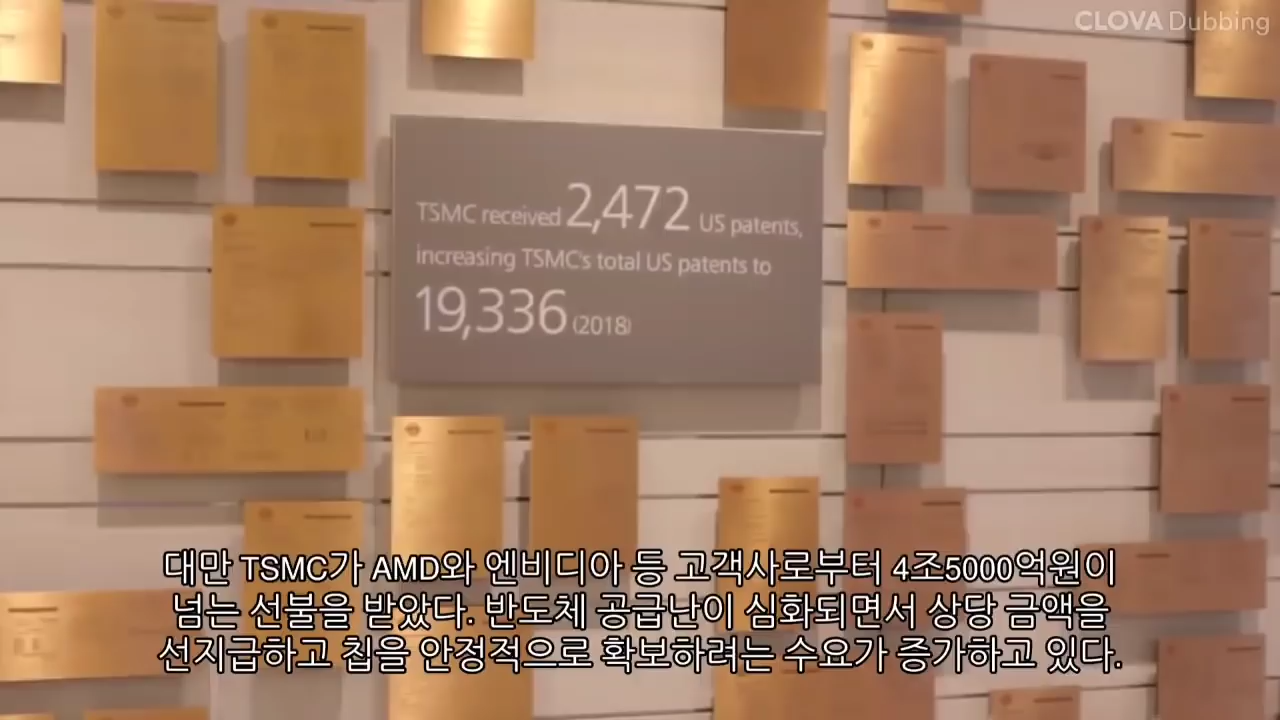 CLOVA Dubbing
TSMC received 2,472 US patents,
increasing TSMC's total US patents to
19,336 (2018)
대만 TSMC가 AMD와 엔비디아 등 고객사로부터 4조5000억원이
넘는 선불을 받았다. 반도체 공급난이 심화되면서 상당 금액을
선지급하고 칩을 안정적으로 확보하려는 수요가 증가하고 있다.